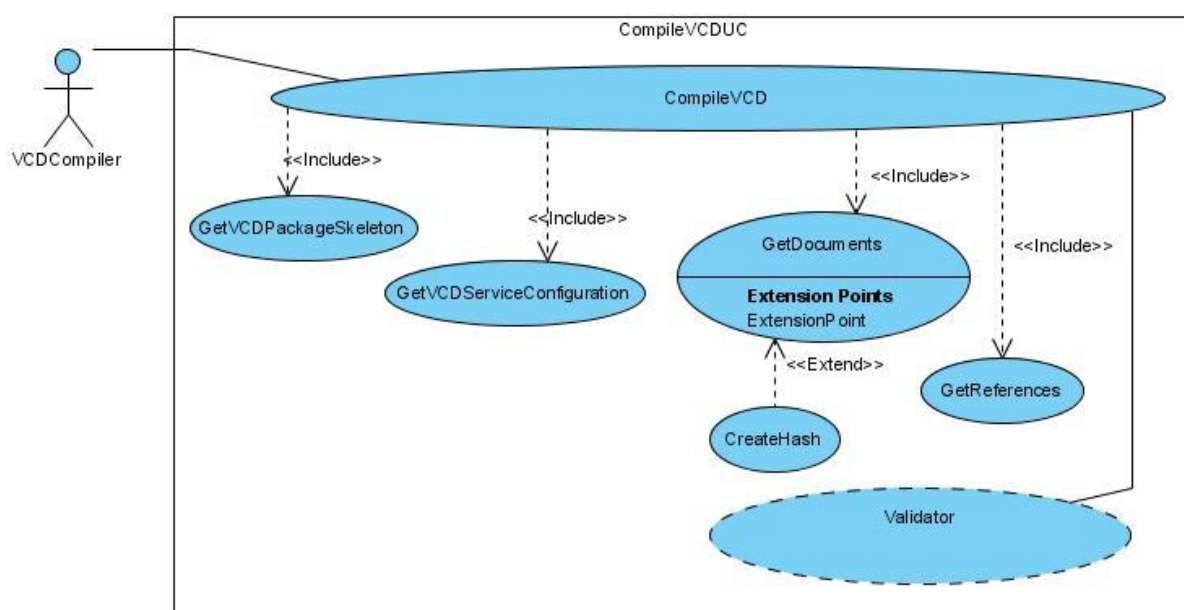 CompileVCDUC
CompileVCD
VCDCompiler
<<Include>>
<<Include>>
<<Include>>
<<Include>>
GetVCDPackageSkeleton
GetVCDServiceConfiguration
GetDocuments
Extension Points
ExtensionPoint
<<Extend>>
GetReferences
CreateHash
Validator